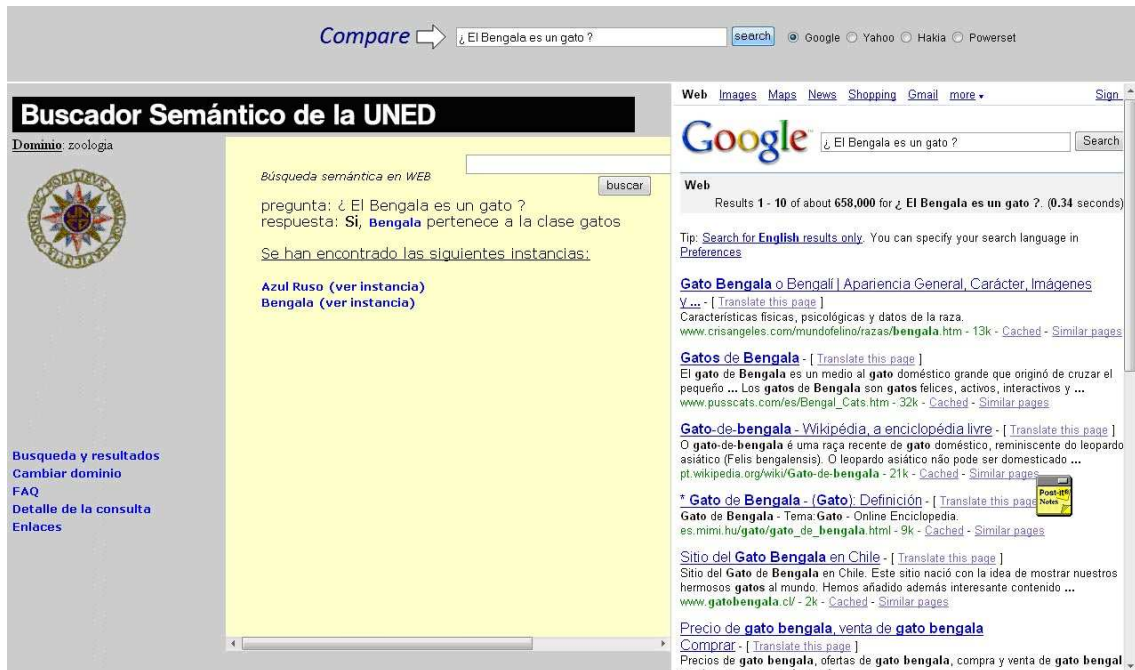 Compare
¿ El Bengala es un gato ?
search
Google Yahoo Hakia Powerset
Buscador Semántico de la UNED
Dominio: zoologia
Búsqueda semántica en WEB
buscar
pregunta: ¿ El Bengala es un gato ?
respuesta: Si, Bengala pertenece a la clase gatos
Se han encontrado las siguientes instancias:
Azul Ruso (ver instancia)
Bengala (ver instancia)
Busqueda y resultados
Cambiar dominio
FAQ
Detalle de la consulta
Enlaces
Web Images Maps News Shopping Gmail more Sign
Google
¿ El Bengala es un gato ?
Search
Web
Results 1 - 10 of about 658,000 for ¿ El Bengala es un gato ?. (0.34 seconds)
Tip: Search for English results only. You can specify your search language in
Preferences
Gato Bengala o Bengalí | Apariencia General, Carácter, Imágenes
y ... - [ Translate this page ]
Características físicas, psicológicas y datos de la raza.
www.crisangeles.com/mundofelino/razas/bengala.htm - 13k - Cached - Similar pages
Gatos de Bengala - [ Translate this page ]
El gato de Bengala es un medio al gato doméstico grande que originó de cruzar el
pequeño ... Los gatos de Bengala son gatos felices, activos, interactivos y ...
www.pusscats.com/es/Bengal_Cats.htm - 32k - Cached - Similar pages
Gato-de-bengala - Wikipédia, a enciclopédia livre - [ Translate this page ]
O gato-de-bengala é uma raça recente de gato doméstico, reminiscente do leopardo
asiático (Felis bengalensis). O leopardo asiático não pode ser domesticado ...
pt.wikipedia.org/wiki/Gato-de-bengala - 21k - Cached - Similar pages
* Gato de Bengala - (Gato): Definición - [ Translate this page
Post-it®
Notes
Gato de Bengala - Tema:Gato - Online Enciclopedia.
es.mimi.hu/gato/gato_de_bengala.html - 9k - Cached - Similar pages
Sitio del Gato Bengala en Chile - [ Translate this page ]
Sitio del Gato de Bengala en Chile. Este sitio nació con la idea de mostrar nuestros
hermosos gatos al mundo. Hemos añadido además interesante contenido ...
www.gatobengala.cl/ - 2k - Cached - Similar pages
Precio de gato bengala, venta de gato bengala
Comprar - [ Translate this page ]
Precios de gato bengala, ofertas de gato bengala, compra y venta de gato bengal